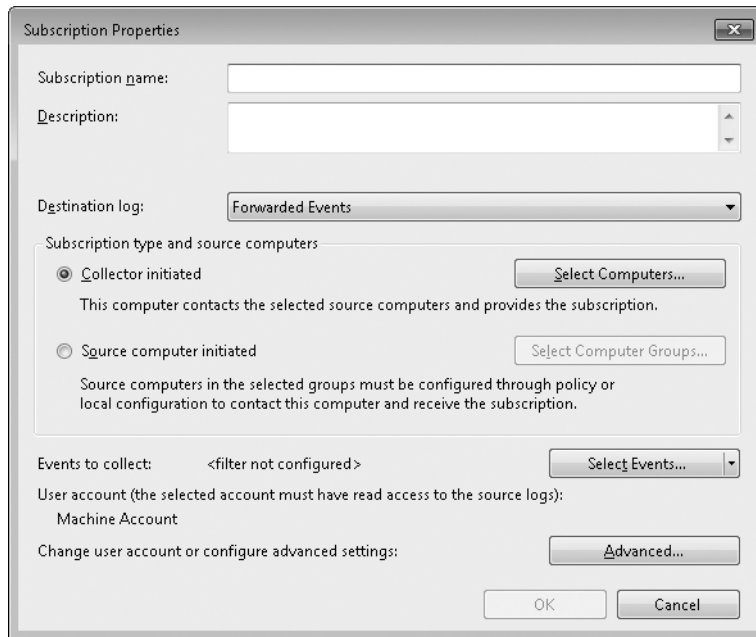 Subscription Properties
Subscription name:
Description:
Destination log: Forwarded Events
Subscription type and source computers
Collector initiated Select Computers...
This computer contacts the selected source computers and provides the subscription.
Source computer initiated Select Computer Groups...
Source computers in the selected groups must be configured through policy or
local configuration to contact this computer and receive the subscription.
Events to collect: <filter not configured> Select Events...
User account (the selected account must have read access to the source logs):
Machine Account
Change user account or configure advanced settings: Advanced...
OK Cancel